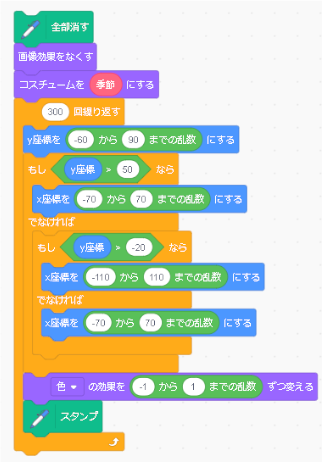 全部消す
画像効果をなくす
コスチュームを 季節 にする
300 回繰り返す
y座標を -60 から 90 までの乱数 にする
もし y座標 > 50 なら
x座標を -70 から 70 までの乱数 にする
でなければ
もし y座標 > -20 なら
x座標を -110 から 110 までの乱数 にする
でなければ
x座標を -70 から 70 までの乱数 にする
色 の効果を -1 から 1 までの乱数 ずつ変える
スタンプ